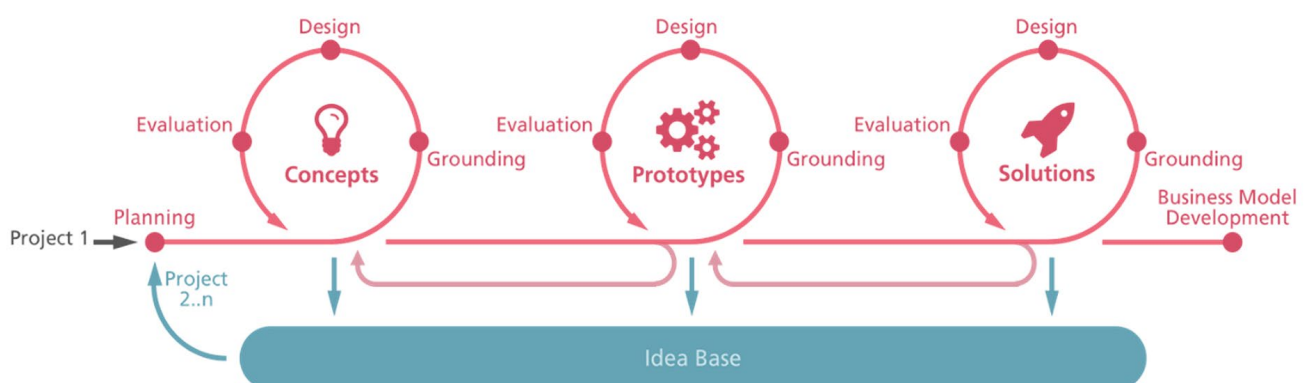 Design
Design
Design
Evaluation
Evaluation
Evaluation
Grounding
Grounding
Grounding
Concepts
Prototypes
Solutions
Planning
Business Model
Development
Project 1
Project
2..n
Idea Base